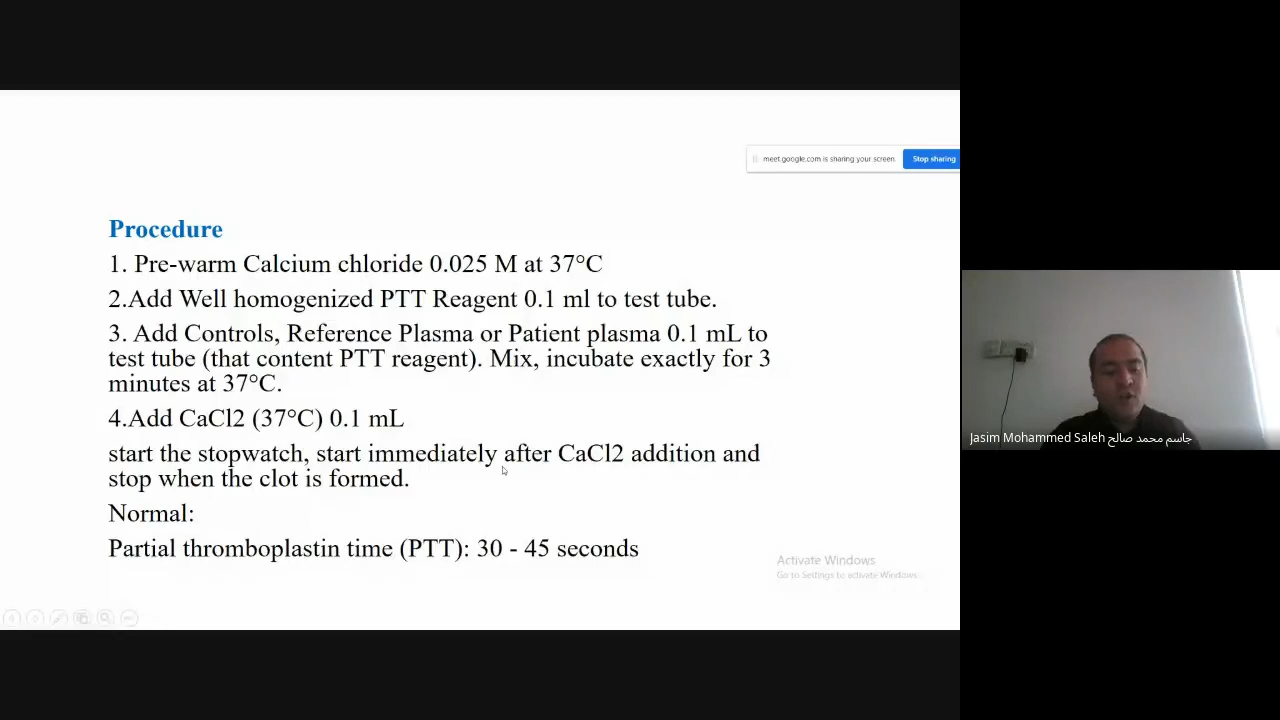 meet.google.com is sharing your screen.
Stop sharing
Procedure
1. Pre-warm Calcium chloride 0.025 M at 37°C
2.Add Well homogenized PTT Reagent 0.1 ml to test tube.
3. Add Controls, Reference Plasma or Patient plasma 0.1 mL to
test tube (that content PTT reagent). Mix, incubate exactly for 3
minutes at 37°C.
4.Add CaCl2 (37°C) 0.1 mL
start the stopwatch, start immediately after CaCl2 addition and
stop when the clot is formed.
Normal:
Partial thromboplastin time (PTT): 30 - 45 seconds
Activate Windows
Go to Settings to activate Windows.
Jasim Mohammed Saleh جاسم محمد صالح